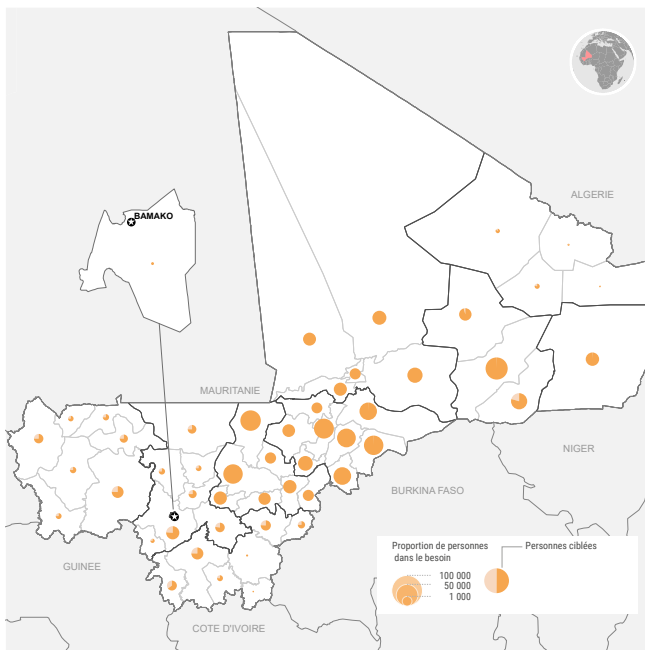 ALGERIE
BAMAKO
MAURITANIE
NIGER
BURKINA FASO
GUINEE
COTE D'IVOIRE
Proportion de personnes
dans le besoin
100 000
50 000
1 000
Personnes ciblées